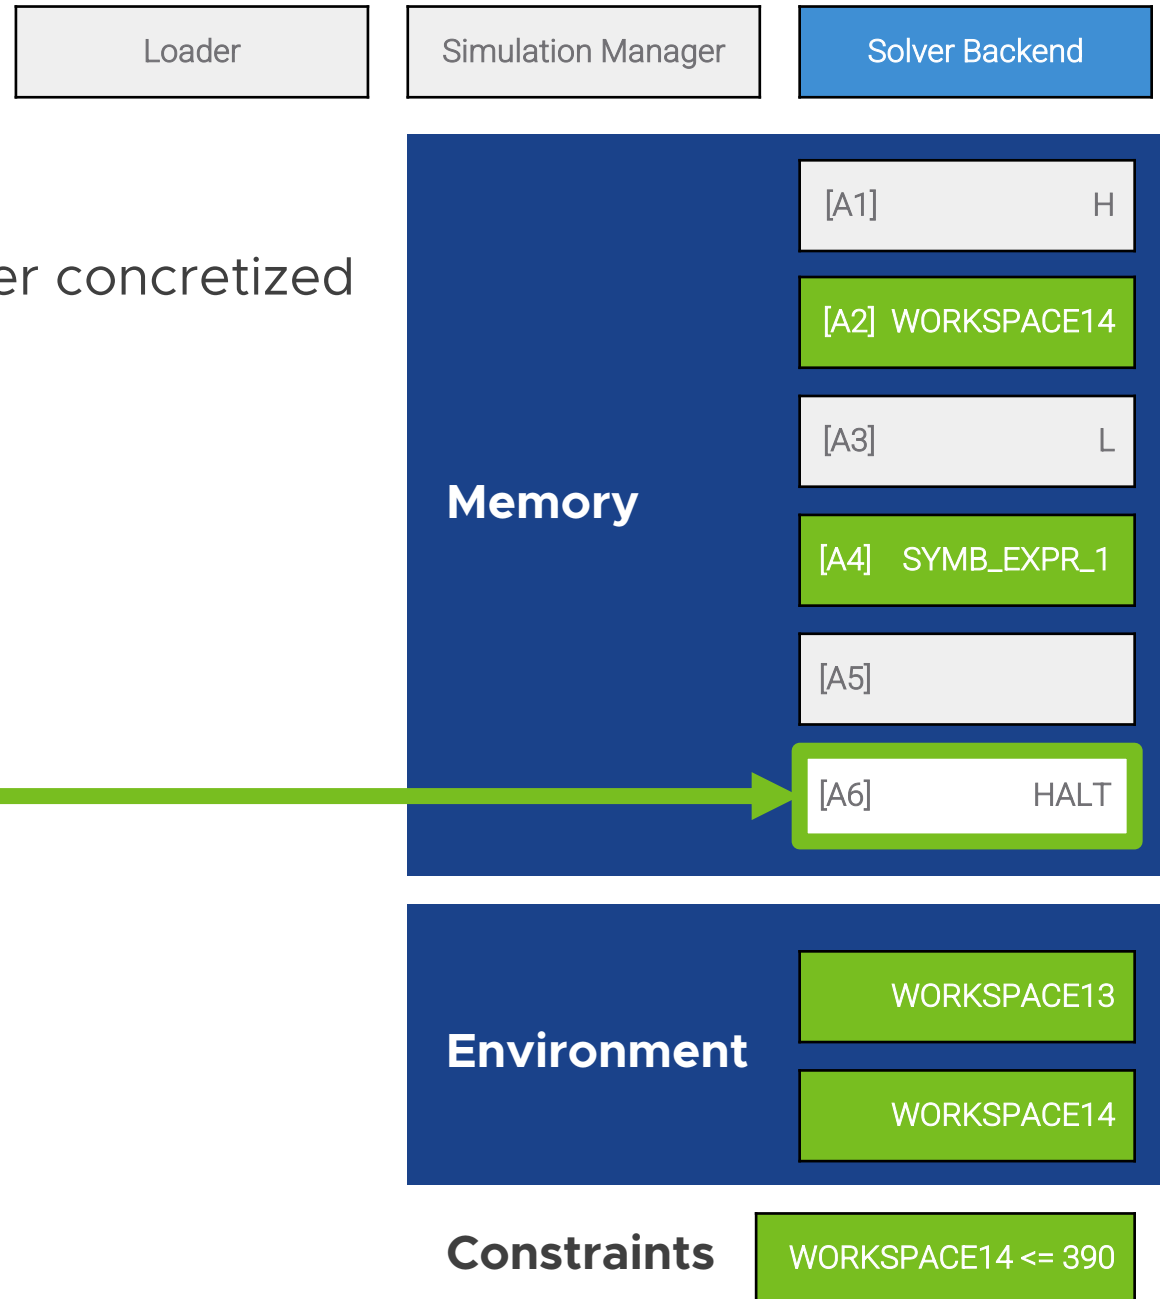 Loader
Simulation Manager
Solver Backend
er concretized
Memory
[A1] H
[A2] WORKSPACE14
[A3] L
[A4] SYMB_EXPR_1
[A5]
[A6] HALT
Environment
WORKSPACE13
WORKSPACE14
Constraints
WORKSPACE14 <= 390